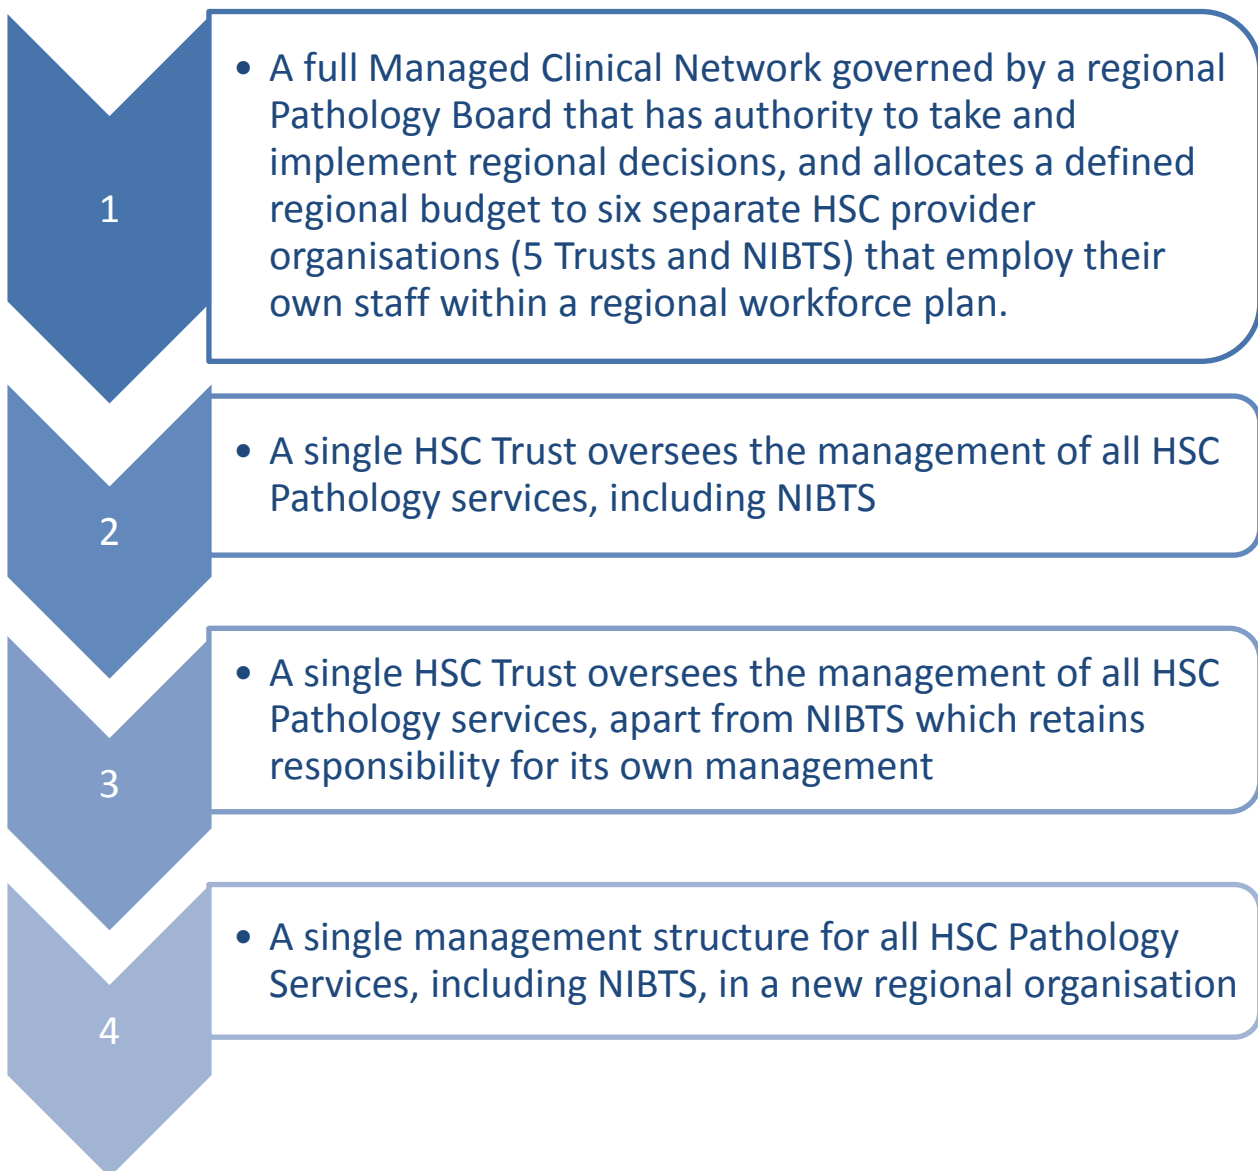 1
• A full Managed Clinical Network governed by a regional
Pathology Board that has authority to take and
implement regional decisions, and allocates a defined
regional budget to six separate HSC provider
organisations (5 Trusts and NIBTS) that employ their
own staff within a regional workforce plan.
2
• A single HSC Trust oversees the management of all HSC
Pathology services, including NIBTS
3
• A single HSC Trust oversees the management of all HSC
Pathology services, apart from NIBTS which retains
responsibility for its own management
4
• A single management structure for all HSC Pathology
Services, including NIBTS, in a new regional organisation